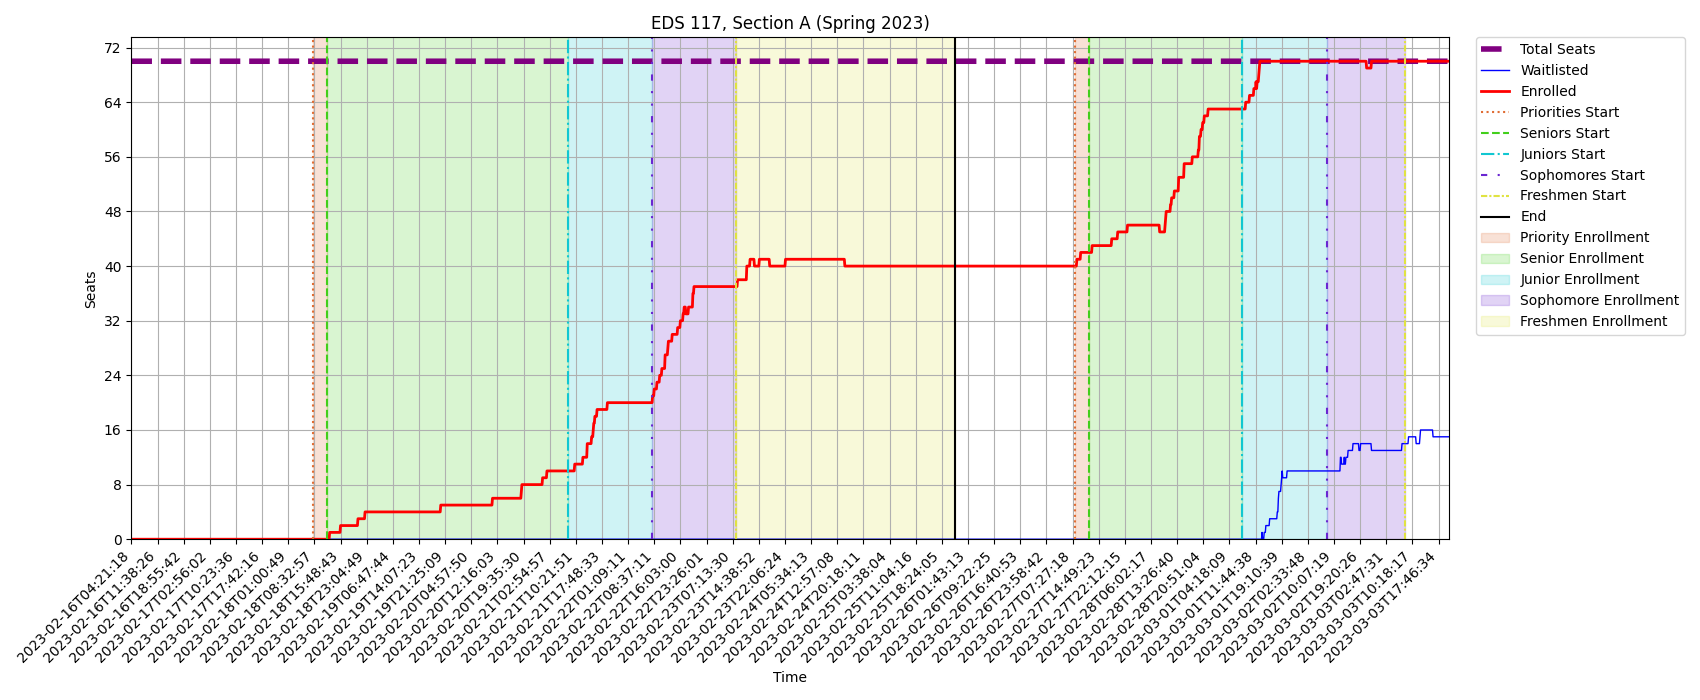 EDS 117, Section A (Spring 2023)
72
64
56
48
40
32
24
16
8
0
Seats
2023-02-16T04:21:18
2023-02-16T11:38:26
2023-02-16T18:55:42
2023-02-17T02:56:02
2023-02-17T10:23:36
2023-02-17T17:42:16
2023-02-18T01:00:49
2023-02-18T08:32:57
2023-02-18T15:48:43
2023-02-18T23:04:49
2023-02-19T06:47:44
2023-02-19T14:07:23
2023-02-19T21:25:09
2023-02-20T04:57:50
2023-02-20T12:16:03
2023-02-20T19:35:30
2023-02-21T02:54:57
2023-02-21T10:21:51
2023-02-21T17:48:33
2023-02-22T01:09:11
2023-02-22T08:37:11
2023-02-22T16:03:00
2023-02-22T23:26:01
2023-02-23T07:13:30
2023-02-23T14:38:52
2023-02-23T22:06:24
2023-02-24T05:34:13
2023-02-24T12:57:08
2023-02-24T20:18:11
2023-02-25T03:38:04
2023-02-25T11:04:16
2023-02-25T18:24:05
2023-02-26T01:43:13
2023-02-26T09:22:25
2023-02-26T16:40:53
2023-02-26T23:58:42
2023-02-27T07:27:18
2023-02-27T14:49:23
2023-02-27T22:12:15
2023-02-28T06:02:17
2023-02-28T13:26:40
2023-02-28T20:51:04
2023-03-01T04:18:09
2023-03-01T11:44:38
2023-03-01T19:10:39
2023-03-02T02:33:48
2023-03-02T10:07:19
2023-03-02T19:20:26
2023-03-03T02:47:31
2023-03-03T10:18:17
2023-03-03T17:46:34
Time
Total Seats
Waitlisted
Enrolled
Priorities Start
Seniors Start
Juniors Start
Sophomores Start
Freshmen Start
End
Priority Enrollment
Senior Enrollment
Junior Enrollment
Sophomore Enrollment
Freshmen Enrollment